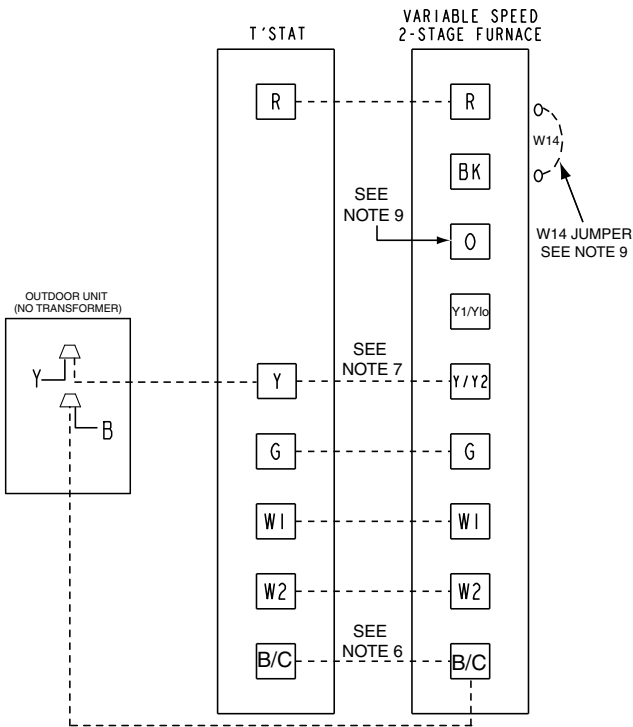 T'STAT
VARIABLE SPEED
2-STAGE FURNACE
R
R
W14
BK
SEE
NOTE 9
O
W14 JUMPER
SEE NOTE 9
OUTDOOR UNIT
(NO TRANSFORMER)
Y1/Ylo
Y
SEE
NOTE 7
Y
Y/Y2
B
G
G
W1
W1
W2
W2
SEE
NOTE 6
B/C
B/C